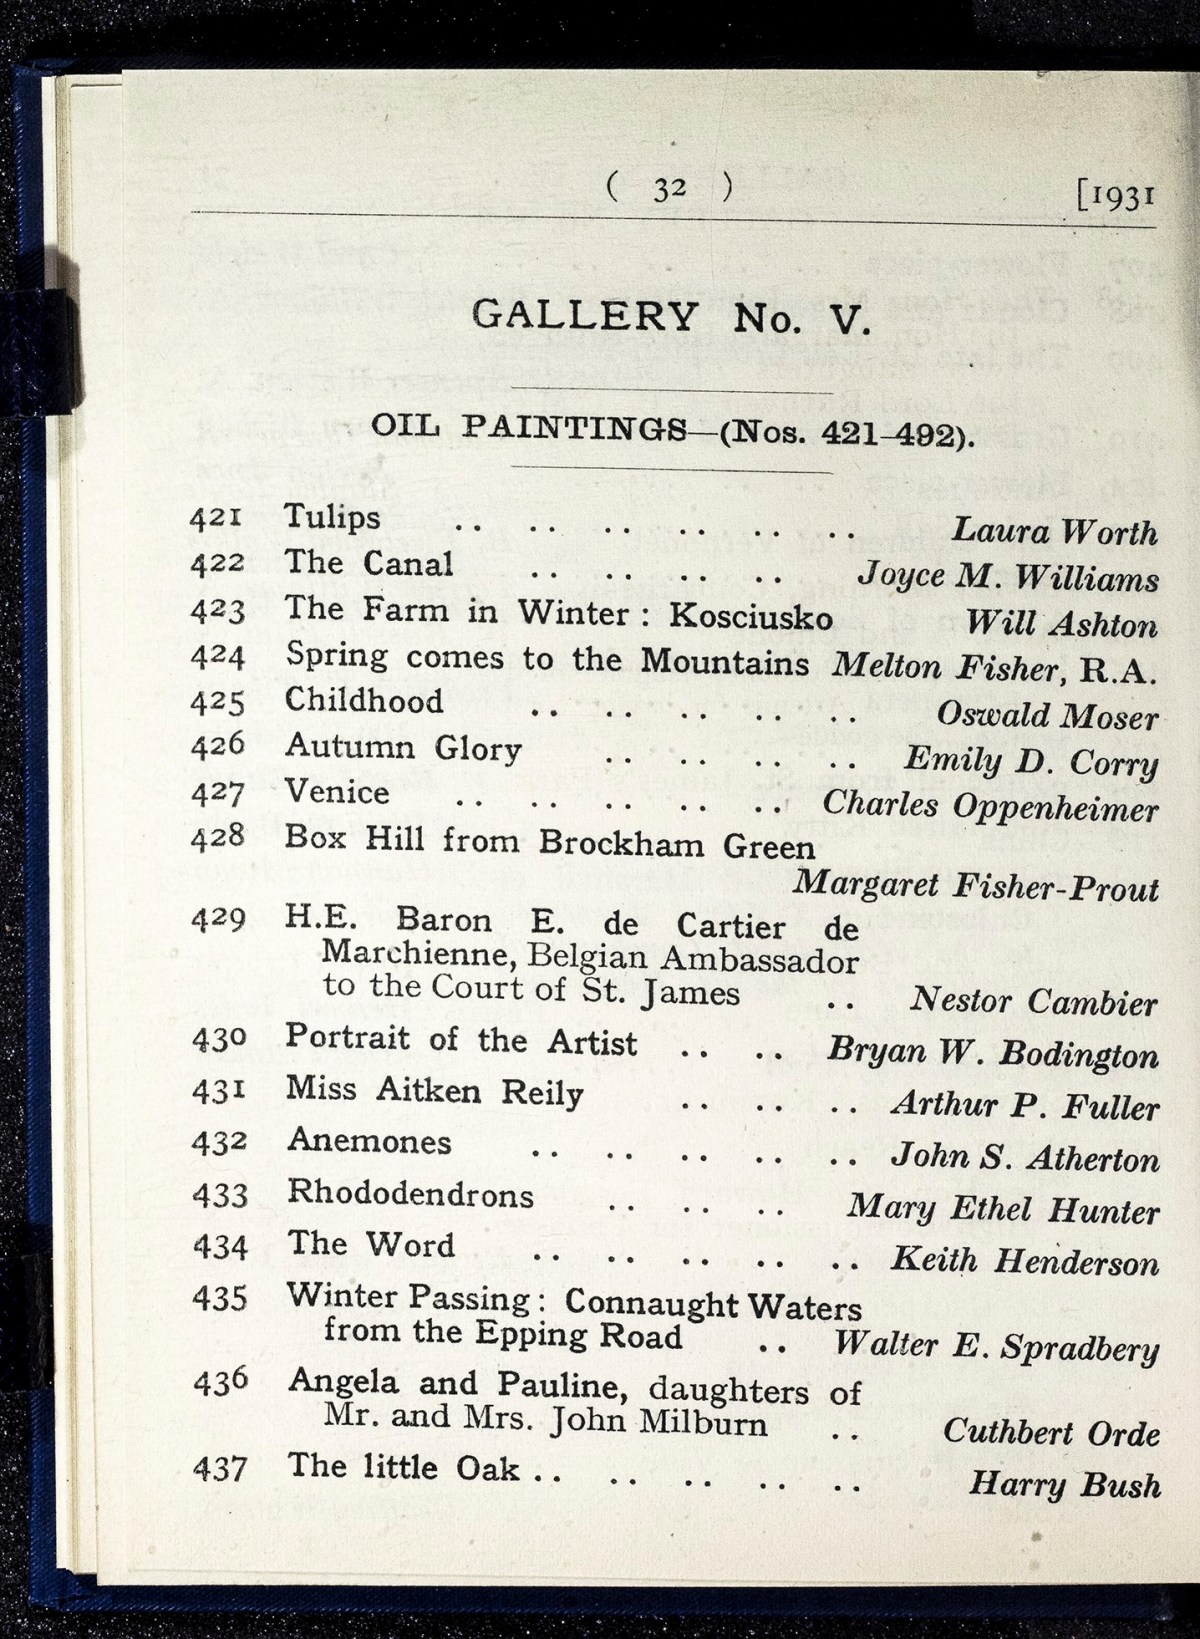 ( 32 ) [1931
GALLERY No. V.
OIL PAINTINGS—(Nos. 421-492).
421 Tulips .. .. .. .. .. .. Laura Worth
422 The Canal .. .. .. .. Joyce M. Williams
423 The Farm in Winter : Kosciusko Will Ashton
424 Spring comes to the Mountains Melton Fisher, R.A.
425 Childhood .. .. .. .. .. Oswald Moser
426 Autumn Glory .. .. .. .. Emily D. Corry
427 Venice .. .. .. .. .. Charles Oppenheimer
428 Box Hill from Brockham Green
Margaret Fisher-Prout
429 H.E. Baron E. de Cartier de
Marchienne, Belgian Ambassador
to the Court of St. James .. Nestor Cambier
430 Portrait of the Artist .. .. Bryan W. Bodington
431 Miss Aitken Reily .. .. .. Arthur P. Fuller
432 Anemones .. .. .. .. .. John S. Atherton
433 Rhododendrons .. .. .. Mary Ethel Hunter
434 The Word .. .. .. .. .. Keith Henderson
435 Winter Passing : Connaught Waters
from the Epping Road .. Walter E. Spradbery
436 Angela and Pauline, daughters of
Mr. and Mrs. John Milburn .. Cuthbert Orde
437 The little Oak .. .. .. .. .. Harry Bush